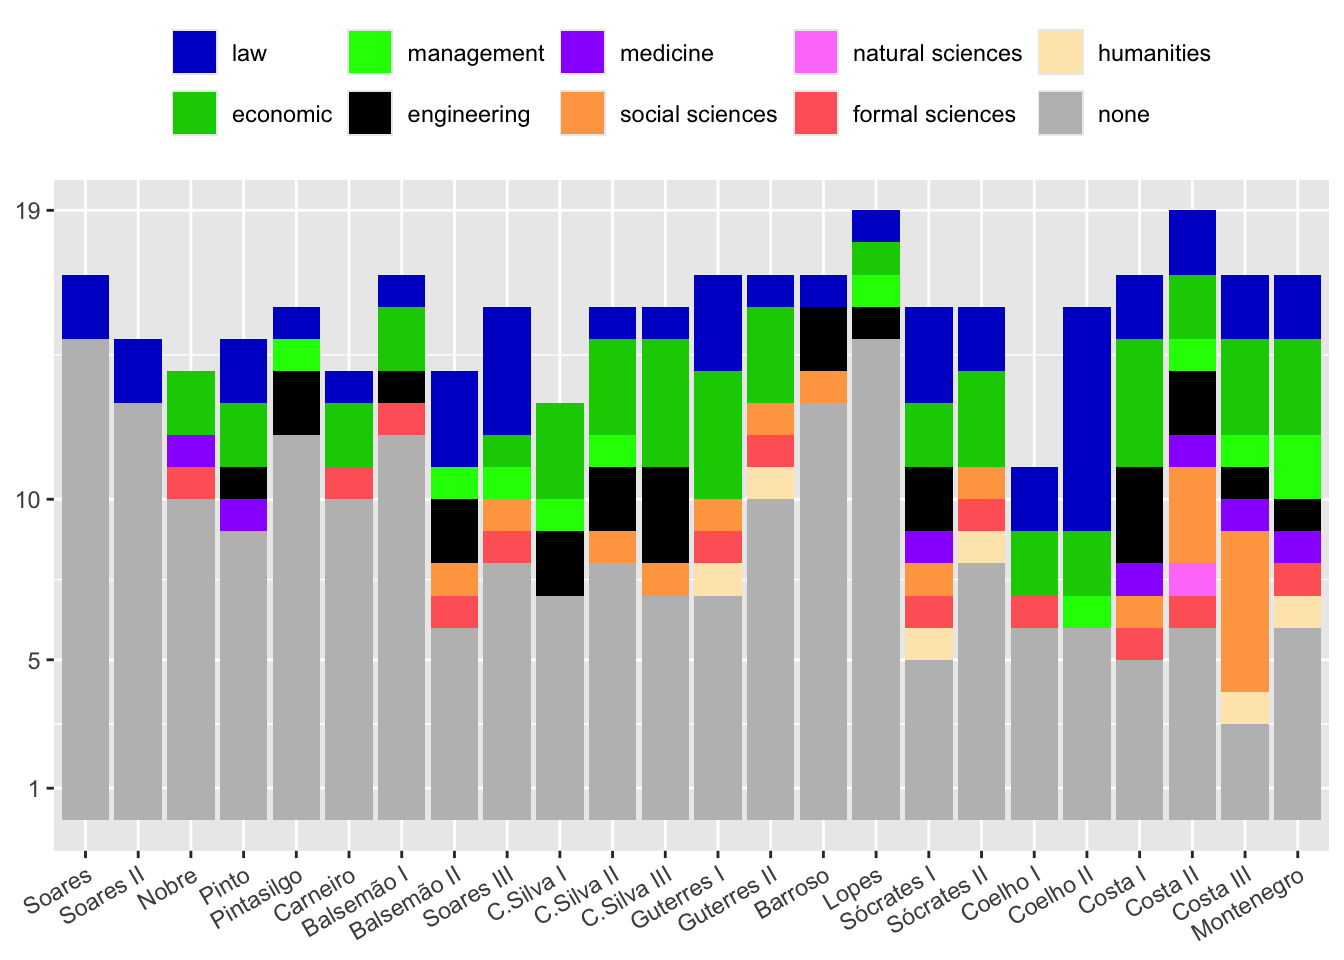 law management medicine natural sciences humanities
economic engineering social sciences formal sciences none
19
10
5
1
Soares Soares II Nobre Pinto Pintasilgo Carneiro Balsemão I Balsemão II Soares III C.Silva I C.Silva II C.Silva III Guterres I Guterres II Barroso Lopes Sócrates I Sócrates II Coelho I Coelho II Costa I Costa II Costa III Montenegro